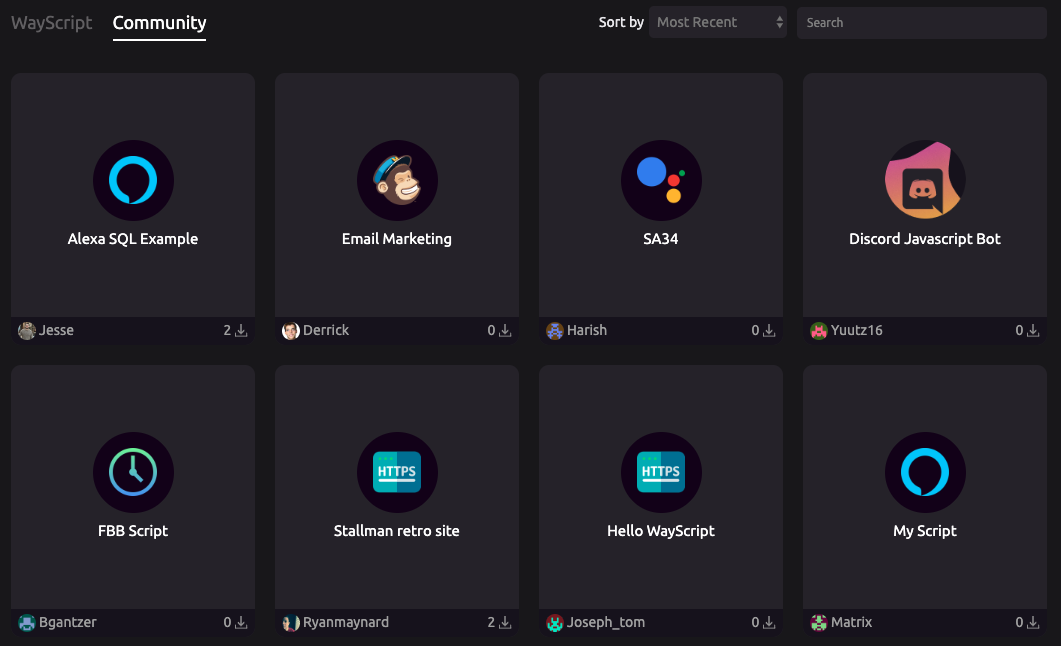 WayScript Community Sort by Most Recent Search
Alexa SQL Example Email Marketing SA34 Discord Javascript Bot
Jesse 2 Derrick 0 Harish 0 Yuutz16 0
HTTPS HTTPS
FBB Script Stallman retro site Hello WayScript My Script
Bgantzer 0 Ryanmaynard 2 Joseph_tom 0 Matrix 0